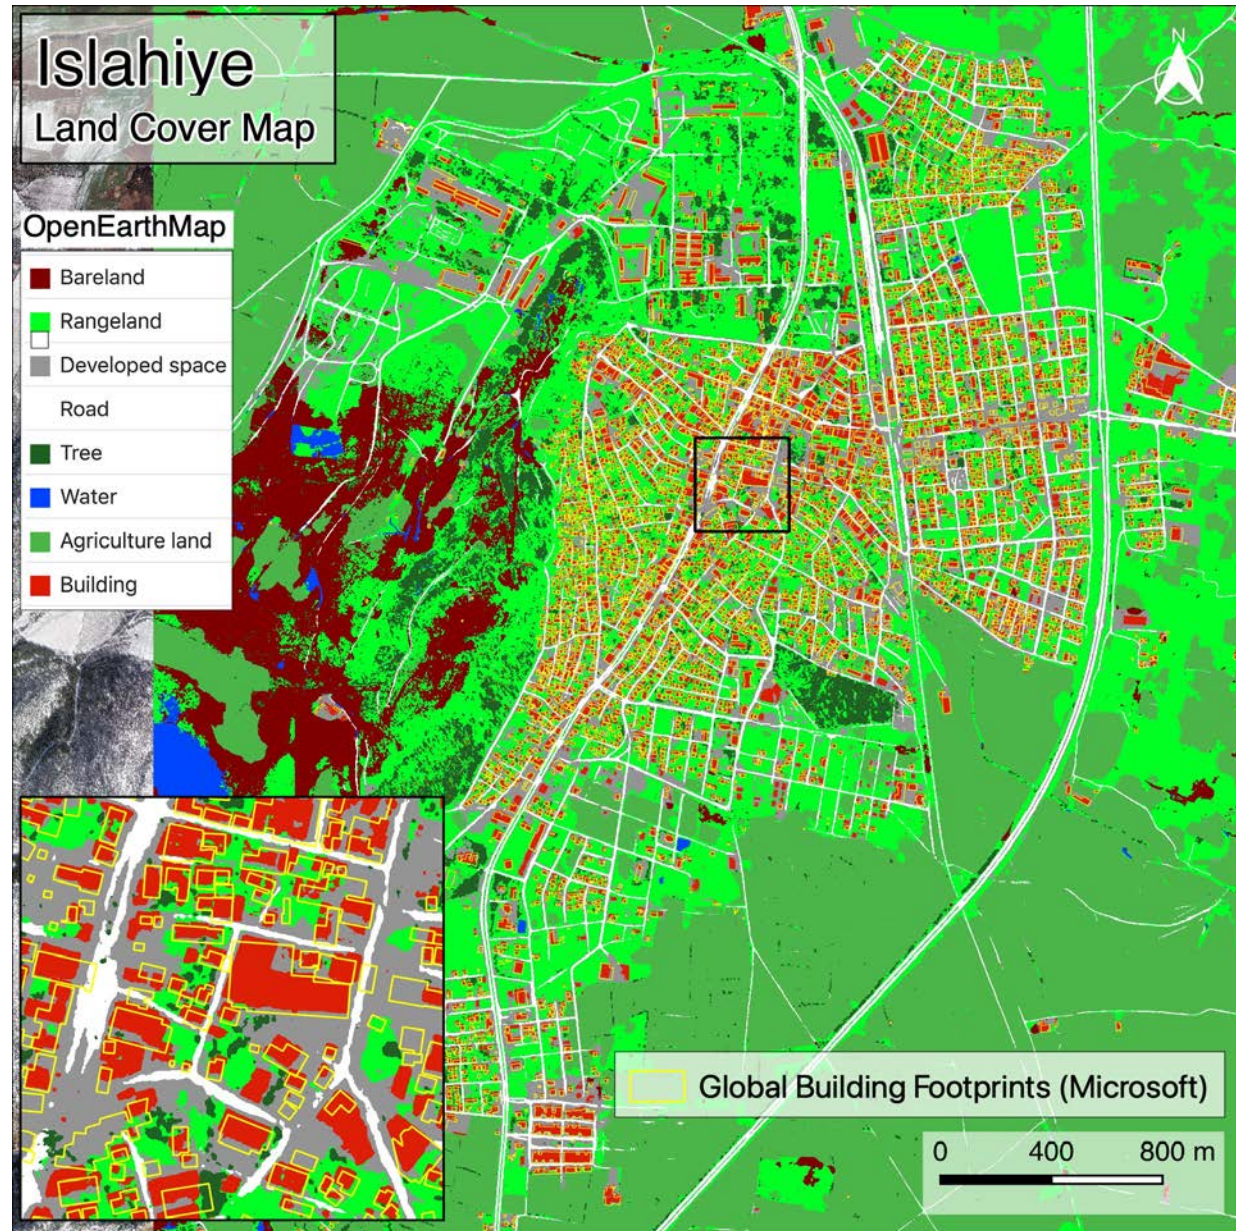 Islahiye
Land Cover Map
N
OpenEarthMap
Bareland
Rangeland
Developed space
Road
Tree
Water
Agriculture land
Building
Global Building Footprints (Microsoft)
0 400 800 m